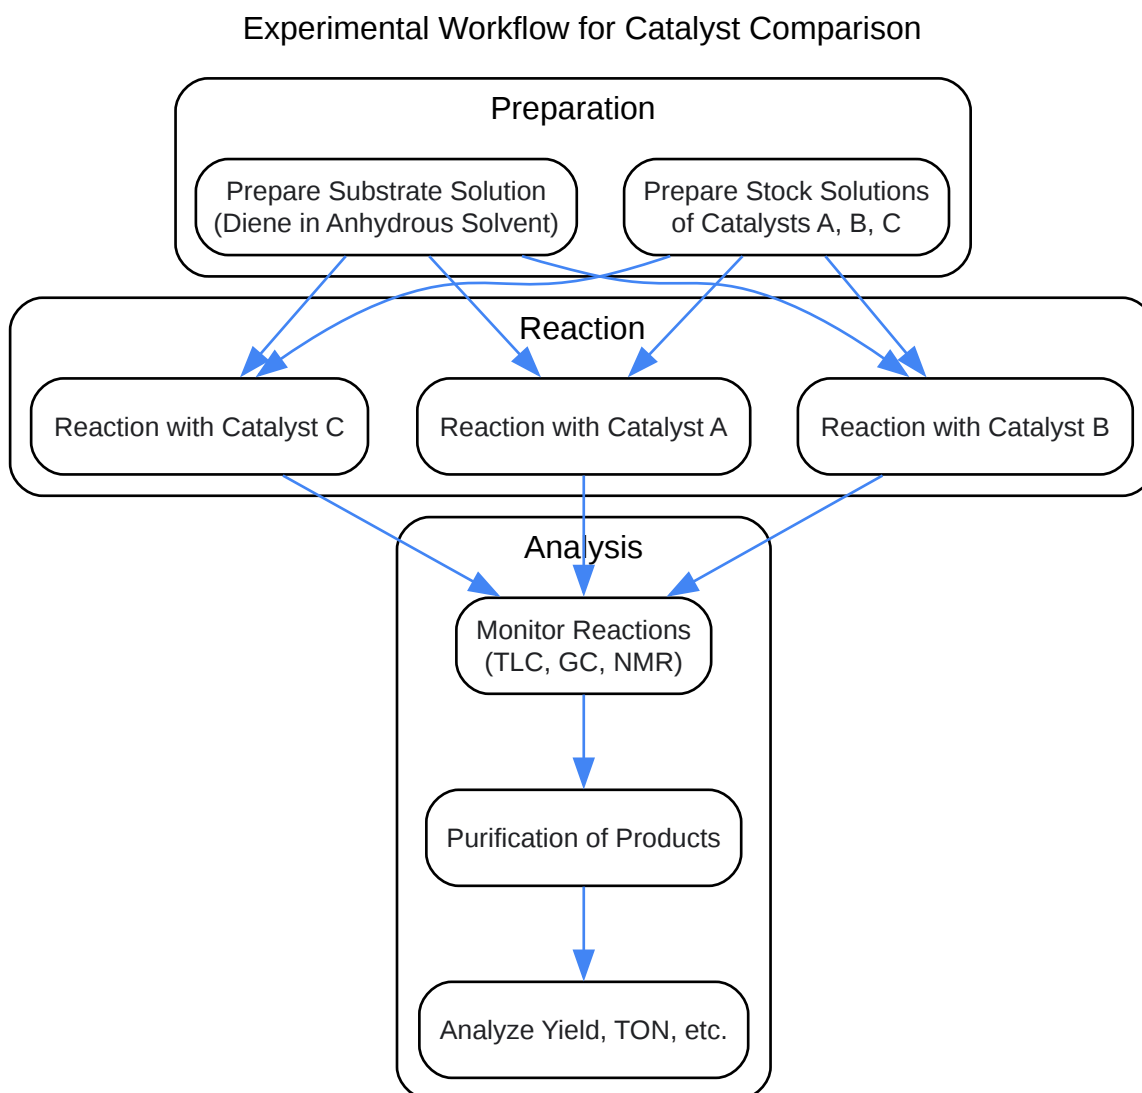 Experimental Workflow for Catalyst Comparison
Preparation
Prepare Substrate Solution
(Diene in Anhydrous Solvent)
Prepare Stock Solutions
of Catalysts A, B, C
Reaction
Reaction with Catalyst C
Reaction with Catalyst A
Reaction with Catalyst B
Analysis
Monitor Reactions
(TLC, GC, NMR)
Purification of Products
Analyze Yield, TON, etc.